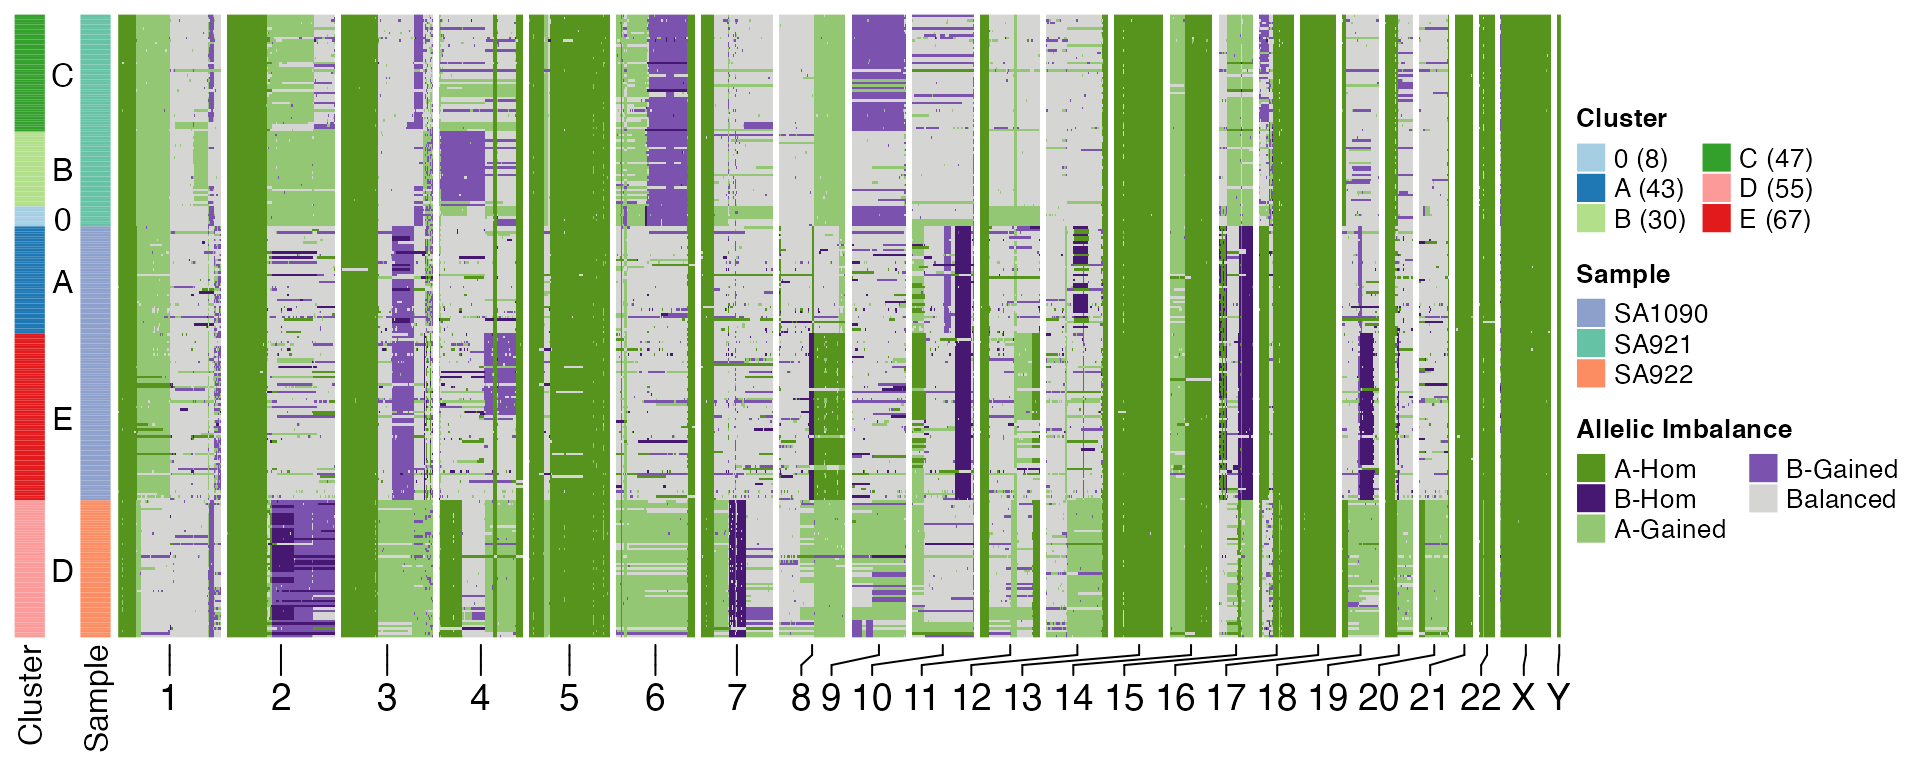 C
B
0
A
E
D
Cluster
Sample
1 2 3 4 5 6 7 8 9 10 11 12 13 14 15 16 17 18 19 20 21 22 X Y
Cluster
0 (8) C (47)
A (43) D (55)
B (30) E (67)
Sample
SA1090
SA921
SA922
Allelic Imbalance
A-Hom B-Gained
B-Hom Balanced
A-Gained